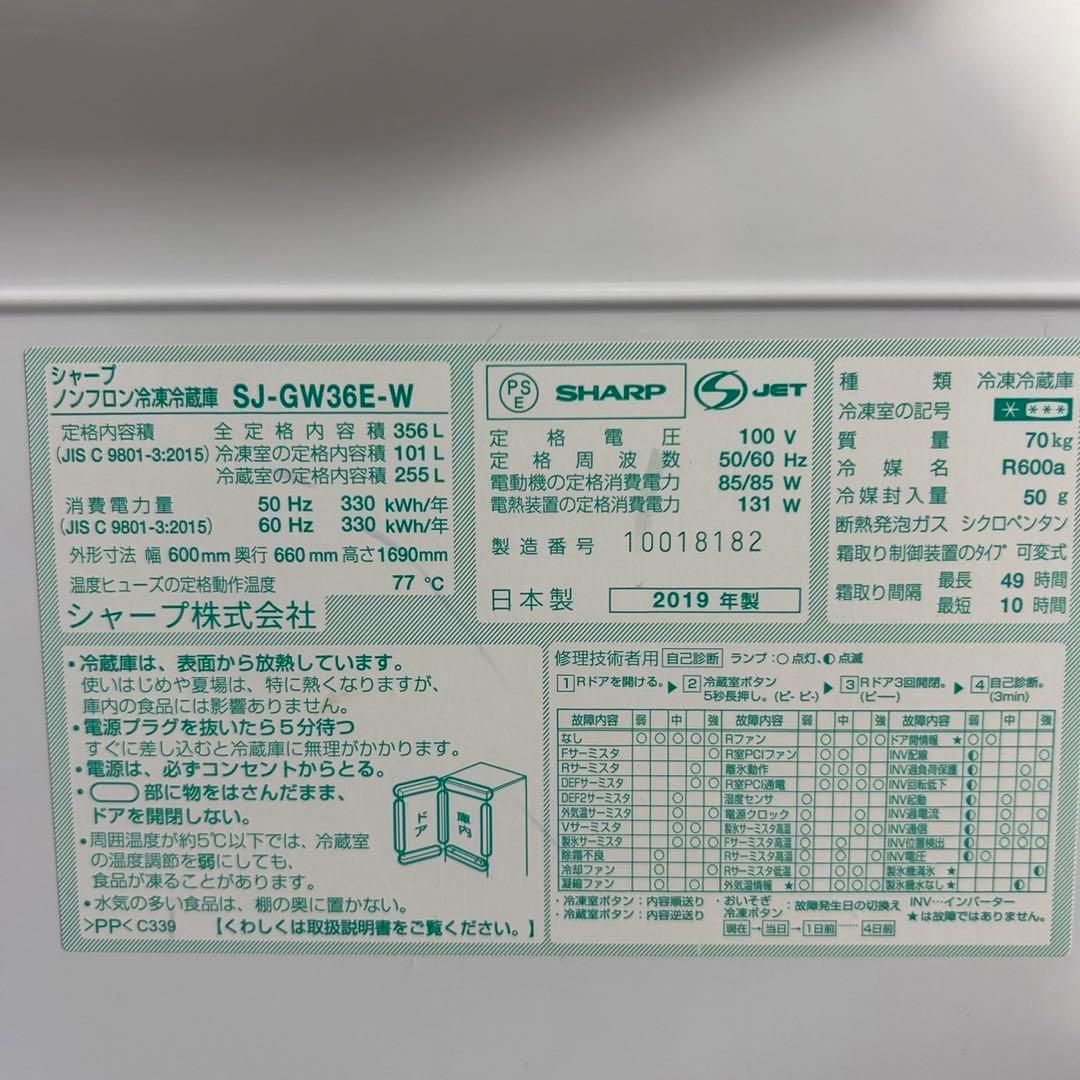 シャープ
ノンフロン冷凍冷蔵庫 SJ-GW36E-W
定格内容積 全定格内容積 356 L
(JIS C 9801-3:2015) 冷凍室の定格内容積 101 L
冷蔵室の定格内容積 255 L
消費電力量 50 Hz 330 kWh/年
(JIS C 9801-3:2015) 60 Hz 330 kWh/年
外形寸法 幅 600mm 奥行 660mm 高さ1690mm
温度ヒューズの定格動作温度 77 ℃
シャープ株式会社
PSE SHARP JET
定格電圧 100 V
定格周波数 50/60 Hz
電動機の定格消費電力 85/85 W
電熱装置の定格消費電力 131 W
製造番号 10018182
日本製 2019 年製
種類 冷凍冷蔵庫
冷凍室の記号 * ***
質量 70kg
冷媒名 R600a
冷媒封入量 50 g
断熱発泡ガス シクロペンタン
霜取り制御装置のタイプ 可変式
霜取り間隔 最長 49 時間
最短 10 時間
・冷蔵庫は、表面から放熱しています。
使いはじめや夏場は、特に熱くなりますが、
庫内の食品には影響ありません。
・電源プラグを抜いたら5分待つ
すぐに差し込むと冷蔵庫に無理がかかります。
・電源は、必ずコンセントからとる。
・ 部に物をはさんだまま、
ドアを開閉しない。
・周囲温度が約5℃以下では、冷蔵室
の温度調節を弱にしても、
食品が凍ることがあります。
・水気の多い食品は、棚の奥に置かない。
>PP< C339 【くわしくは取扱説明書をご覧ください。】
ドア 庫内
修理技術者用 自己診断 ランプ:○点灯、◐点滅
1 Rドアを開ける。 ▶ 2 冷蔵室ボタン 5秒長押し。(ピ- ピ-) ▶ 3 Rドア3回開閉。 (ピー) ▶ 4 自己診断。 (3min)
故障内容 弱 中 強 故障内容 弱 中 強 故障内容 弱 中 強
なし ○ ○ ○ ○ ○ Rファン ドア開情報 ★
Fサーミスタ R室PCIファン INV配線
Rサーミスタ 離氷動作 INV過負荷保護
DEFサーミスタ R室PCI通電 INV回転低下
DEF2サーミスタ 湿度センサ INV起動
外気温サーミスタ 電源クロック INV過電流
Vサーミスタ 製氷サーミスタ高温 INV通信
製氷サーミスタ Fサーミスタ高温 INV位置検出
除霜不良 Rサーミスタ高温 INV電圧
冷却ファン Rサーミスタ低温 製氷機満氷 ★
凝縮ファン 外気温情報 ★ 製氷機水なし ★
・冷凍室ボタン：内容順送り
・冷蔵室ボタン：内容逆送り
・おいそぎ冷凍ボタン：故障発生日の切換え
現在→当日→1日前……4日前
INV…インバーター
★は故障ではありません。